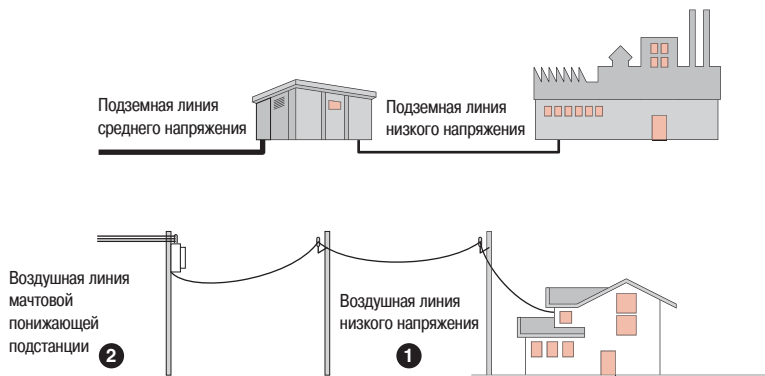 Подземная линия
среднего напряжения
Подземная линия
низкого напряжения
Воздушная линия
мачтовой
понижающей
подстанции 2
Воздушная линия
низкого напряжения
1